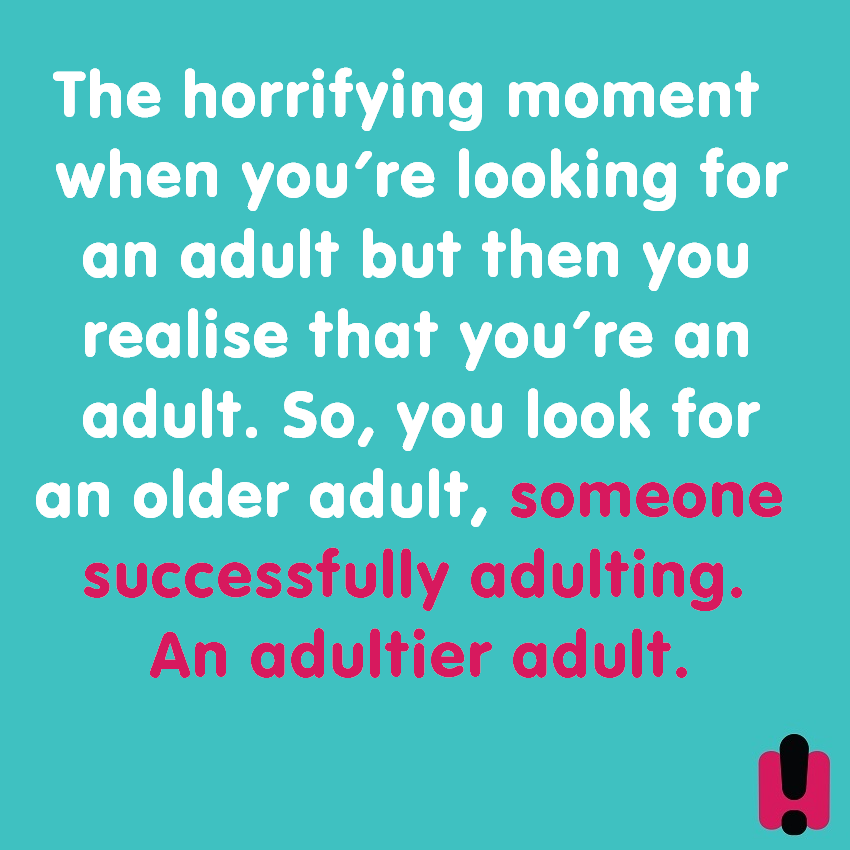 The horrifying moment
when you're looking for
an adult but then you
realise that you're an
adult. So, you look for
an older adult, someone
successfully adulting.
An adultier adult.